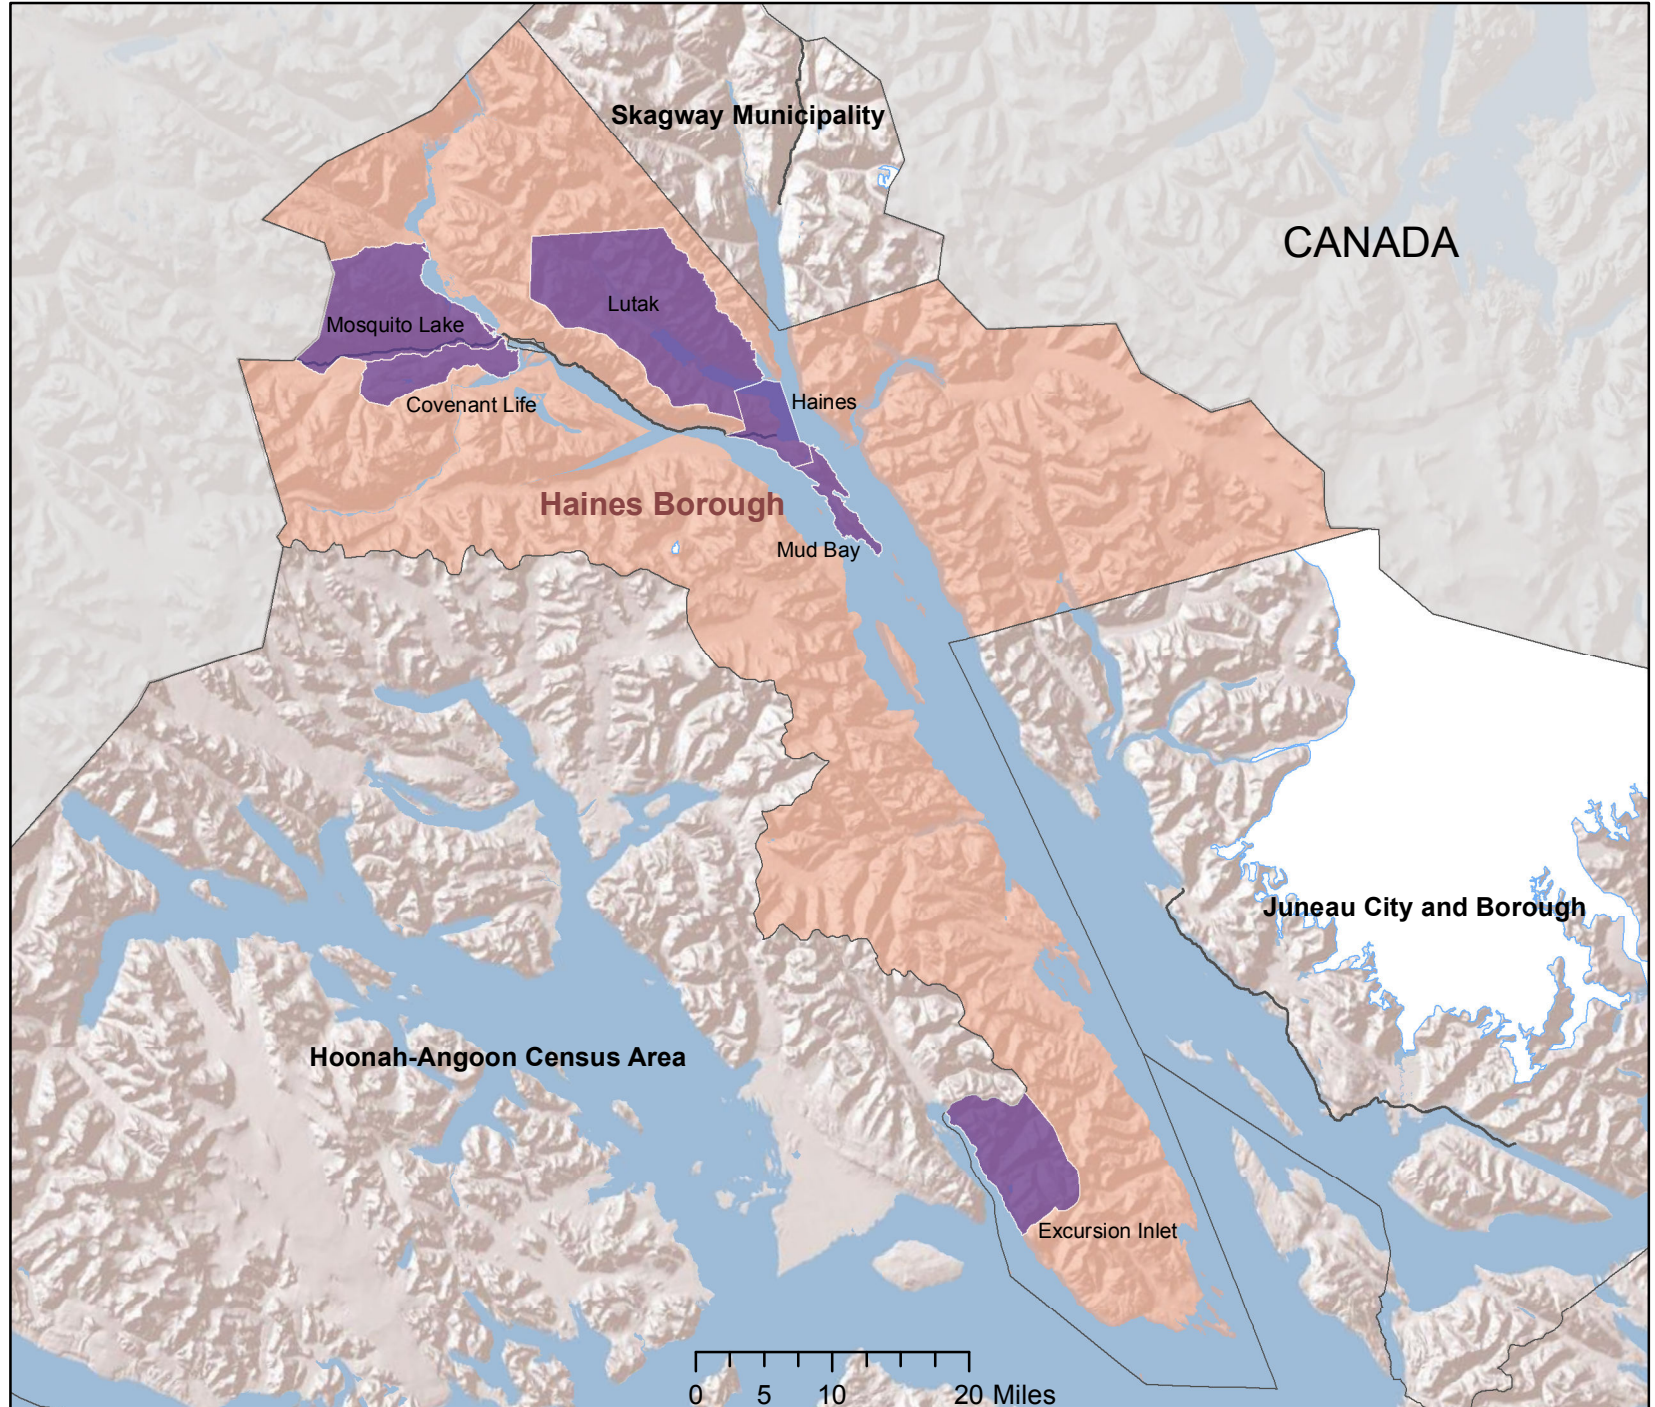 Skagway Municipality
CANADA
Lutak
Mosquito Lake
Covenant Life
Haines
Haines Borough
Mud Bay
Juneau City and Borough
Hoonah-Angoon Census Area
Excursion Inlet
0 5 10 20 Miles